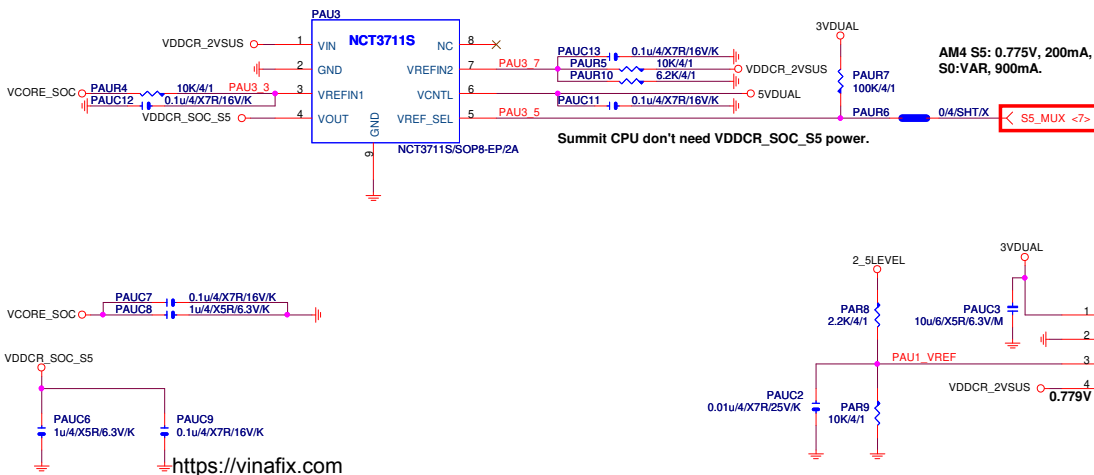 PAU3
NCT3711S
VDDCR_2VSUS
1 VIN
NC 8
2 GND
VREFIN2 7
PAU3_7
3 VREFIN1
VCNTL 6
4 VOUT
VREF_SEL 5
PAU3_5
GND
9
NCT3711S/SOP8-EP/2A
VCORE_SOC
PAUR4 10K/4/1 PAU3_3
PAUC12 0.1u/4/X7R/16V/K
VDDCR_SOC_S5
PAUC13 0.1u/4/X7R/16V/K
PAUR5 10K/4/1
VDDCR_2VSUS
PAUR10 6.2K/4/1
5VDUAL
PAUC11 0.1u/4/X7R/16V/K
3VDUAL
PAUR7
100K/4/1
PAUR6 0/4/SHT/X
S5_MUX <7>
AM4 S5: 0.775V, 200mA,
S0:VAR, 900mA.
Summit CPU don't need VDDCR_SOC_S5 power.
VCORE_SOC
PAUC7 0.1u/4/X7R/16V/K
PAUC8 1u/4/X5R/6.3V/K
VDDCR_SOC_S5
PAUC6
1u/4/X5R/6.3V/K
PAUC9
0.1u/4/X7R/16V/K
2_5LEVEL
PAR8
2.2K/4/1
PAU1_VREF
PAUC2
0.01u/4/X7R/25V/K
PAR9
10K/4/1
3VDUAL
PAUC3
10u/6/X5R/6.3V/M
1
2
3
VDDCR_2VSUS 4
0.779V
https://vinafix.com